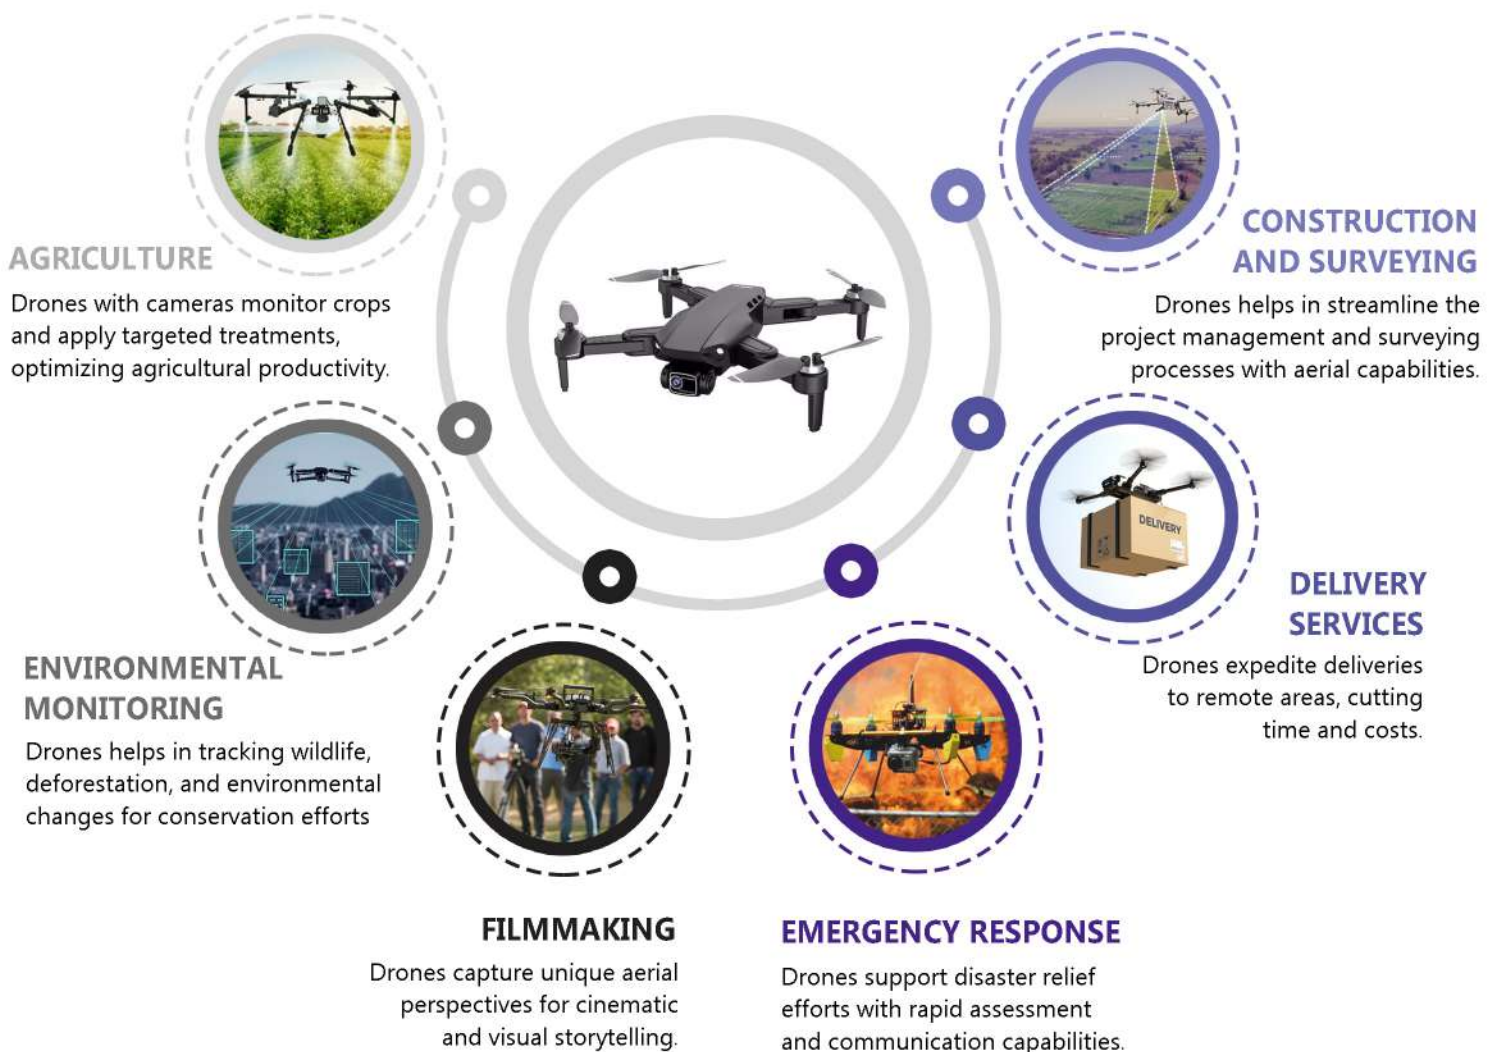 AGRICULTURE
Drones with cameras monitor crops
and apply targeted treatments,
optimizing agricultural productivity.
ENVIRONMENTAL
MONITORING
Drones helps in tracking wildlife,
deforestation, and environmental
changes for conservation efforts
FILMMAKING
Drones capture unique aerial
perspectives for cinematic
and visual storytelling.
EMERGENCY RESPONSE
Drones support disaster relief
efforts with rapid assessment
and communication capabilities.
DELIVERY
DELIVERY
SERVICES
Drones expedite deliveries
to remote areas, cutting
time and costs.
CONSTRUCTION
AND SURVEYING
Drones helps in streamline the
project management and surveying
processes with aerial capabilities.